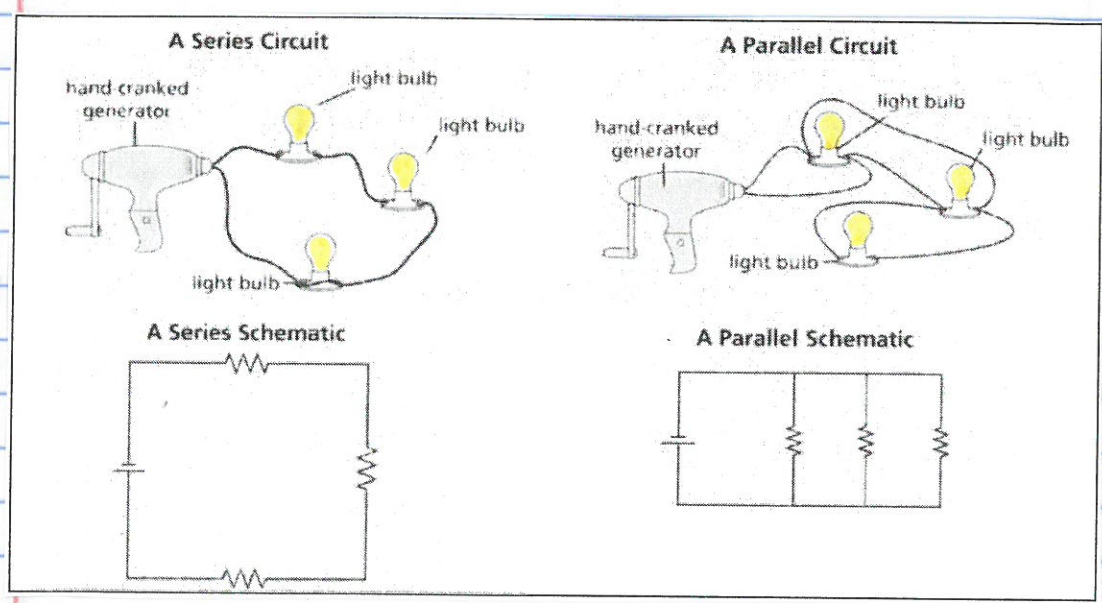 A Series Circuit
hand-cranked
generator
light bulb
light bulb
light bulb
A Parallel Circuit
hand-cranked
generator
light bulb
light bulb
light bulb
A Series Schematic
A Parallel Schematic